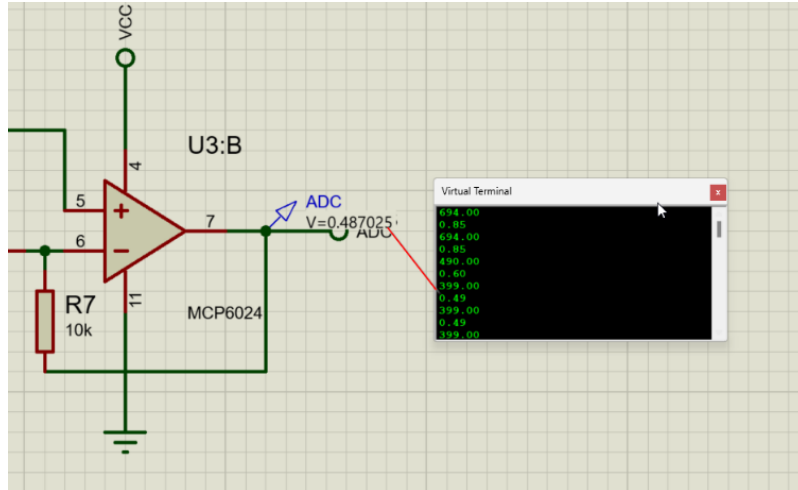 VCC
U3:B
4
5
6
7
11
ADC
V=0.487025
ADC
R7
10k
MCP6024
Virtual Terminal
x
694.00
0.85
694.00
0.85
490.00
0.60
399.00
0.49
399.00
0.49
399.00